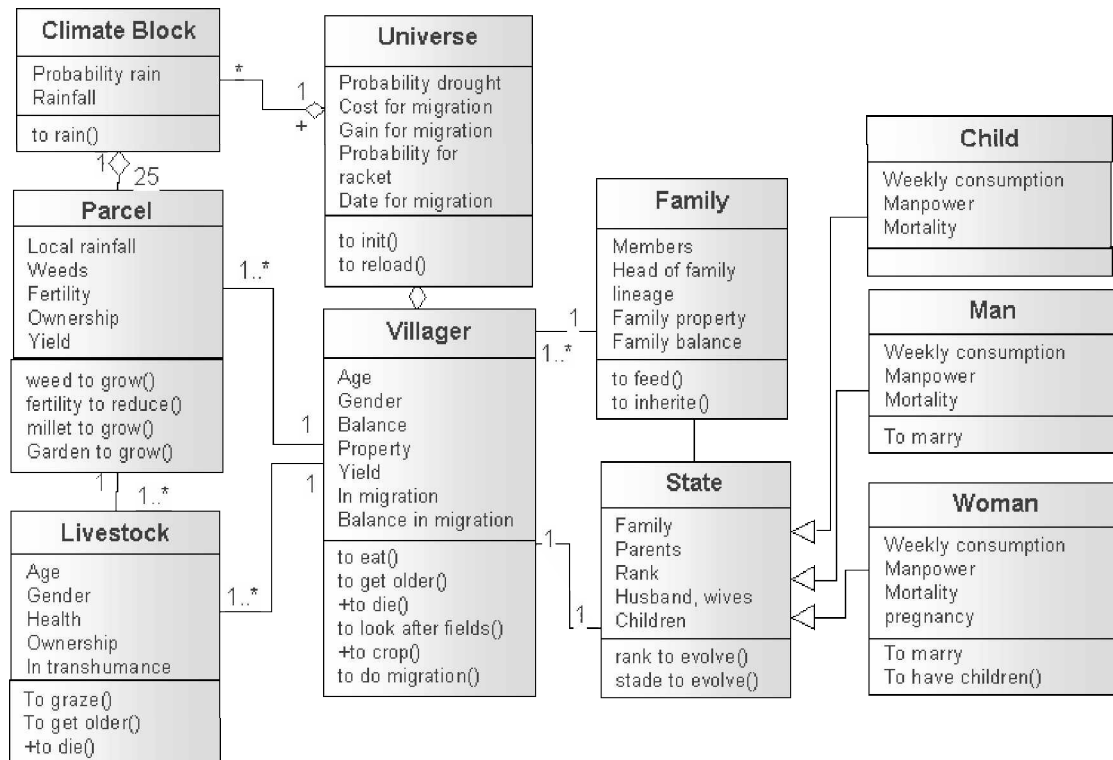 Climate Block
Probability rain
Rainfall
to rain()
*
1
+
Universe
Probability drought
Cost for migration
Gain for migration
Probability for
racket
Date for migration
to init()
to reload()
1
25
Parcel
Local rainfall
Weeds
Fertility
Ownership
Yield
weed to grow()
fertility to reduce()
millet to grow()
Garden to grow()
1..*
1
1
1..*
Livestock
Age
Gender
Health
Ownership
In transhumance
To graze()
To get older()
+to die()
1..*
1
Villager
Age
Gender
Balance
Property
Yield
In migration
Balance in migration
to eat()
to get older()
+to die()
to look after fields()
+to crop()
to do migration()
1
1..*
Family
Members
Head of family
lineage
Family property
Family balance
to feed()
to inherite()
1
1
State
Family
Parents
Rank
Husband, wives
Children
rank to evolve()
stade to evolve()
Child
Weekly consumption
Manpower
Mortality
Man
Weekly consumption
Manpower
Mortality
To marry
Woman
Weekly consumption
Manpower
Mortality
pregnancy
To marry
To have children()